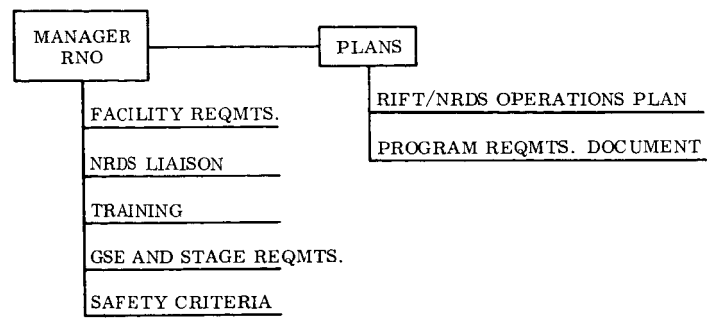 MANAGER
RNO
PLANS
FACILITY REQMTS.
NRDS LIAISON
TRAINING
GSE AND STAGE REQMTS.
SAFETY CRITERIA
RIFT/NRDS OPERATIONS PLAN
PROGRAM REQMTS. DOCUMENT